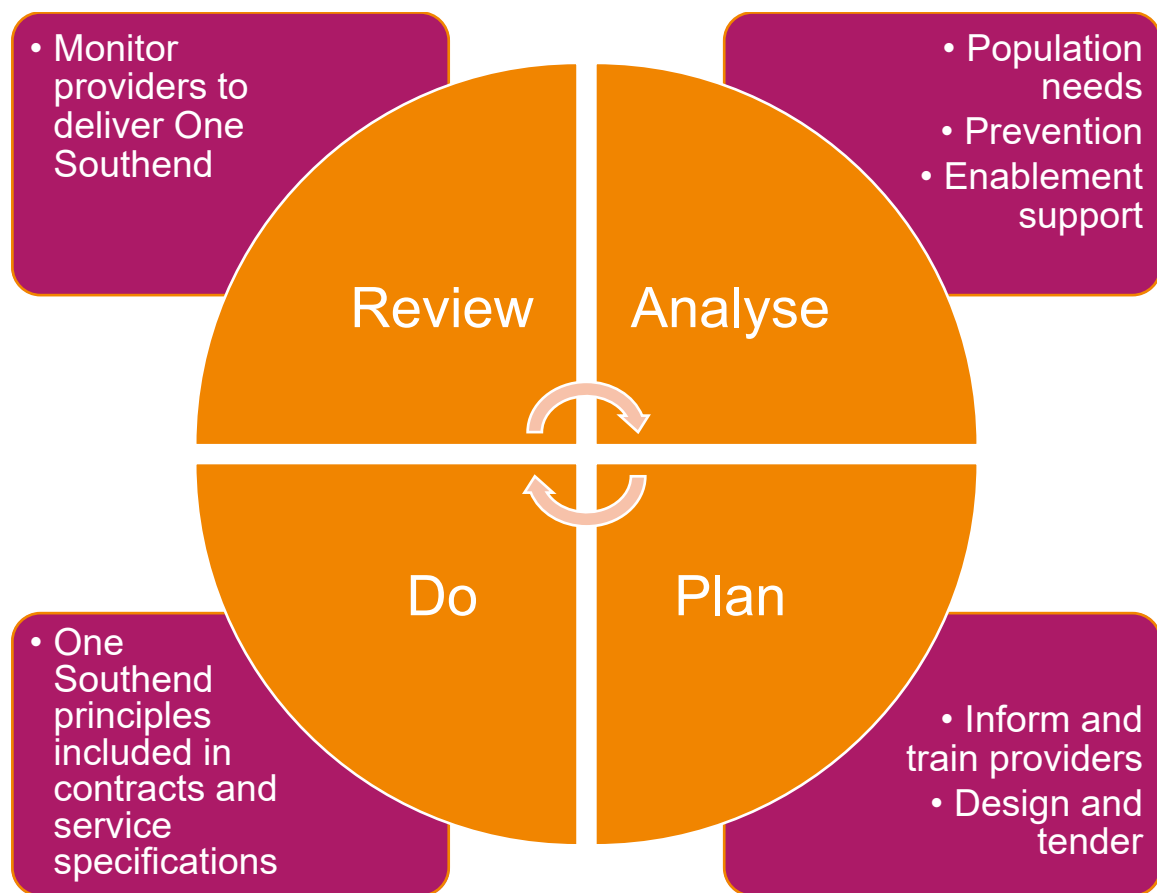 • Monitor
providers to
deliver One
Southend
• Population
needs
• Prevention
• Enablement
support
Review
Analyse
Do
Plan
• One
Southend
principles
included in
contracts and
service
specifications
• Inform and
train providers
• Design and
tender